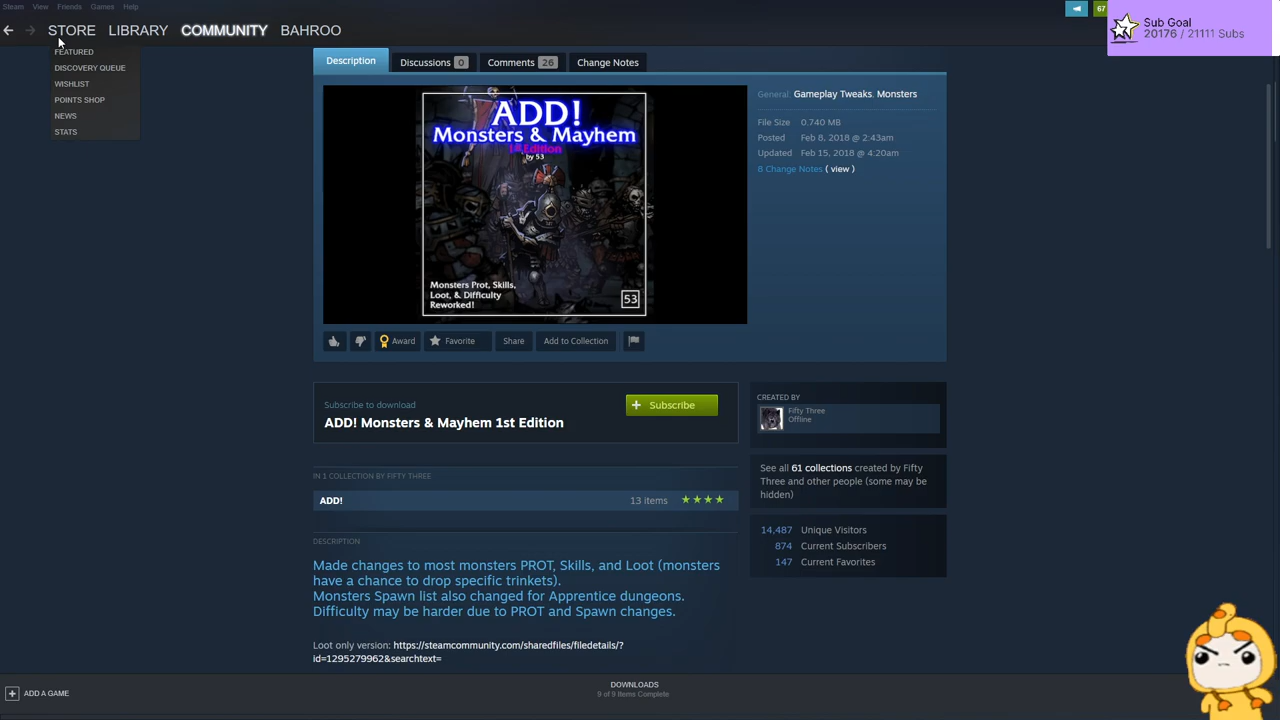 Steam View Friends Games Help
67
Sub Goal
20176 / 21111 Subs
STORE LIBRARY COMMUNITY BAHROO
FEATURED
DISCOVERY QUEUE
WISHLIST
POINTS SHOP
NEWS
STATS
Description Discussions 0 Comments 26 Change Notes
ADD!
Monsters & Mayhem
1st Edition
by 53
Monsters Prot, Skills,
Loot, & Difficulty
Reworked!
53
General: Gameplay Tweaks, Monsters
File Size 0.740 MB
Posted Feb 8, 2018 @ 2:43am
Updated Feb 15, 2018 @ 4:20am
8 Change Notes ( view )
Award Favorite Share Add to Collection
Subscribe to download
ADD! Monsters & Mayhem 1st Edition
+ Subscribe
CREATED BY
Fifty Three
Offline
See all 61 collections created by Fifty
Three and other people (some may be
hidden)
IN 1 COLLECTION BY FIFTY THREE
ADD! 13 items
14,487 Unique Visitors
874 Current Subscribers
147 Current Favorites
DESCRIPTION
Made changes to most monsters PROT, Skills, and Loot (monsters
have a chance to drop specific trinkets).
Monsters Spawn list also changed for Apprentice dungeons.
Difficulty may be harder due to PROT and Spawn changes.
Loot only version: https://steamcommunity.com/sharedfiles/filedetails/?
id=1295279962&searchtext=
+ ADD A GAME
DOWNLOADS
9 of 9 Items Complete